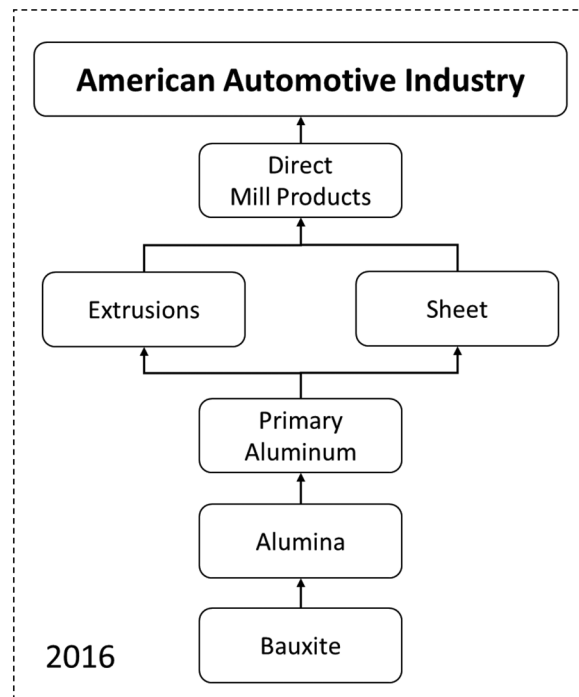 American Automotive Industry
Direct
Mill Products
Extrusions
Sheet
Primary
Aluminum
Alumina
Bauxite
2016